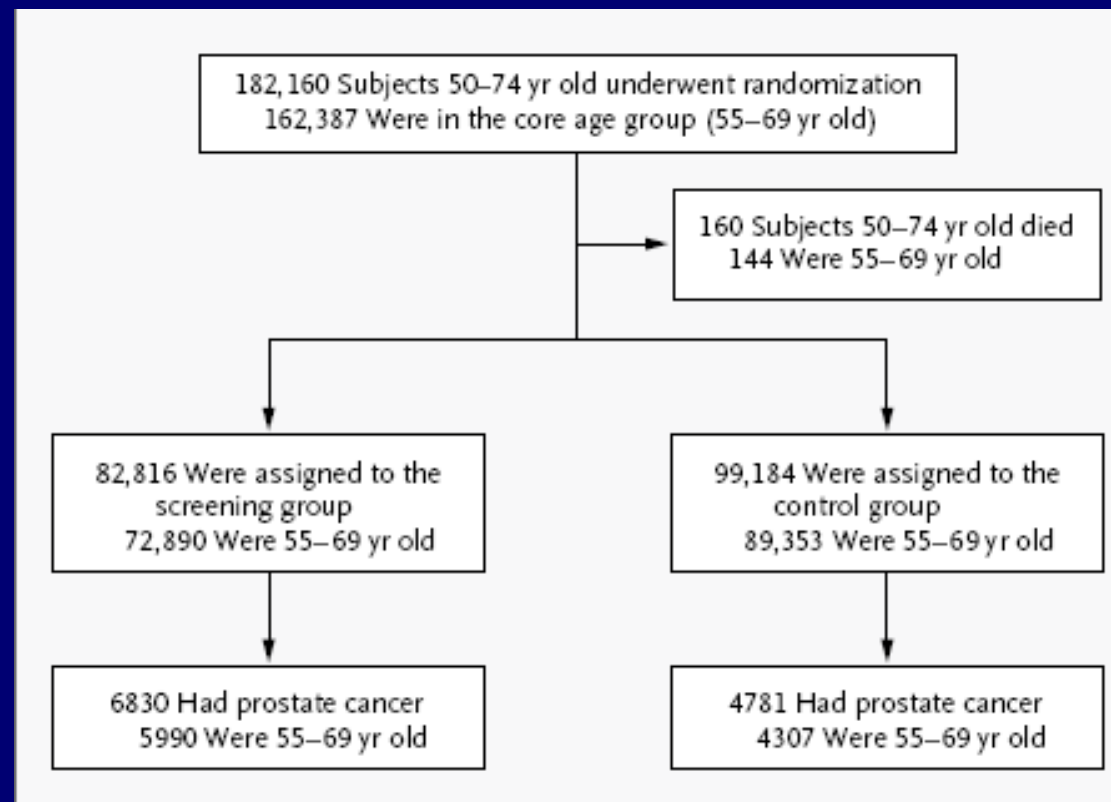 182,160 Subjects 50–74 yr old underwent randomization
162,387 Were in the core age group (55–69 yr old)
160 Subjects 50–74 yr old died
144 Were 55–69 yr old
82,816 Were assigned to the
screening group
72,890 Were 55–69 yr old
99,184 Were assigned to the
control group
89,353 Were 55–69 yr old
6830 Had prostate cancer
5990 Were 55–69 yr old
4781 Had prostate cancer
4307 Were 55–69 yr old